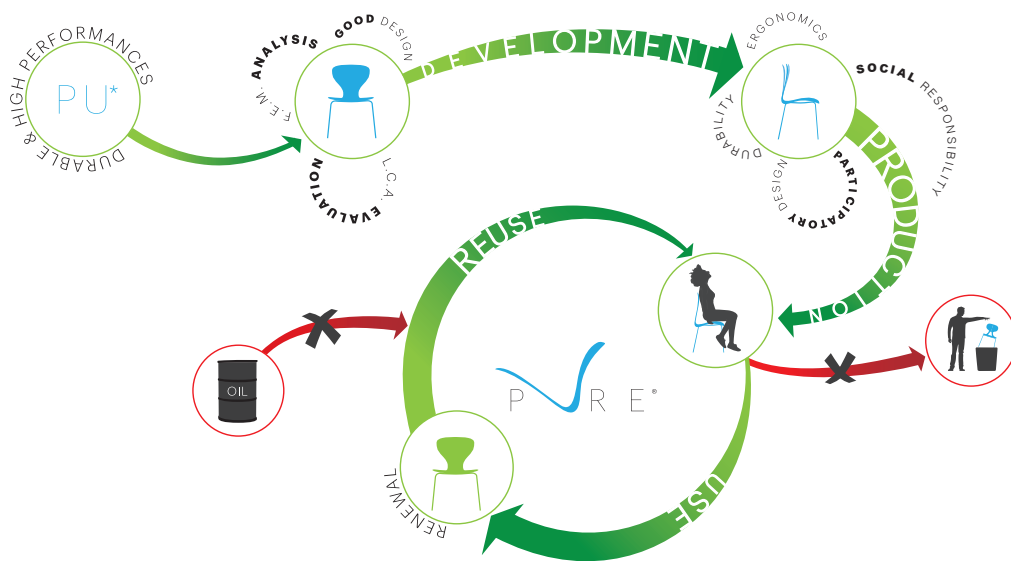 DURABLE & HIGH PERFORMANCES
PU*
F.E.M. ANALYSIS
GOOD DESIGN
L.C.A. EVALUATION
DEVELOPMENT
ERGONOMICS
SOCIAL RESPONSIBILITY
DURABILITY
PARTICIPATORY DESIGN
PRODUCTION
REUSE
OIL
PURE®
USE
RENEWAL